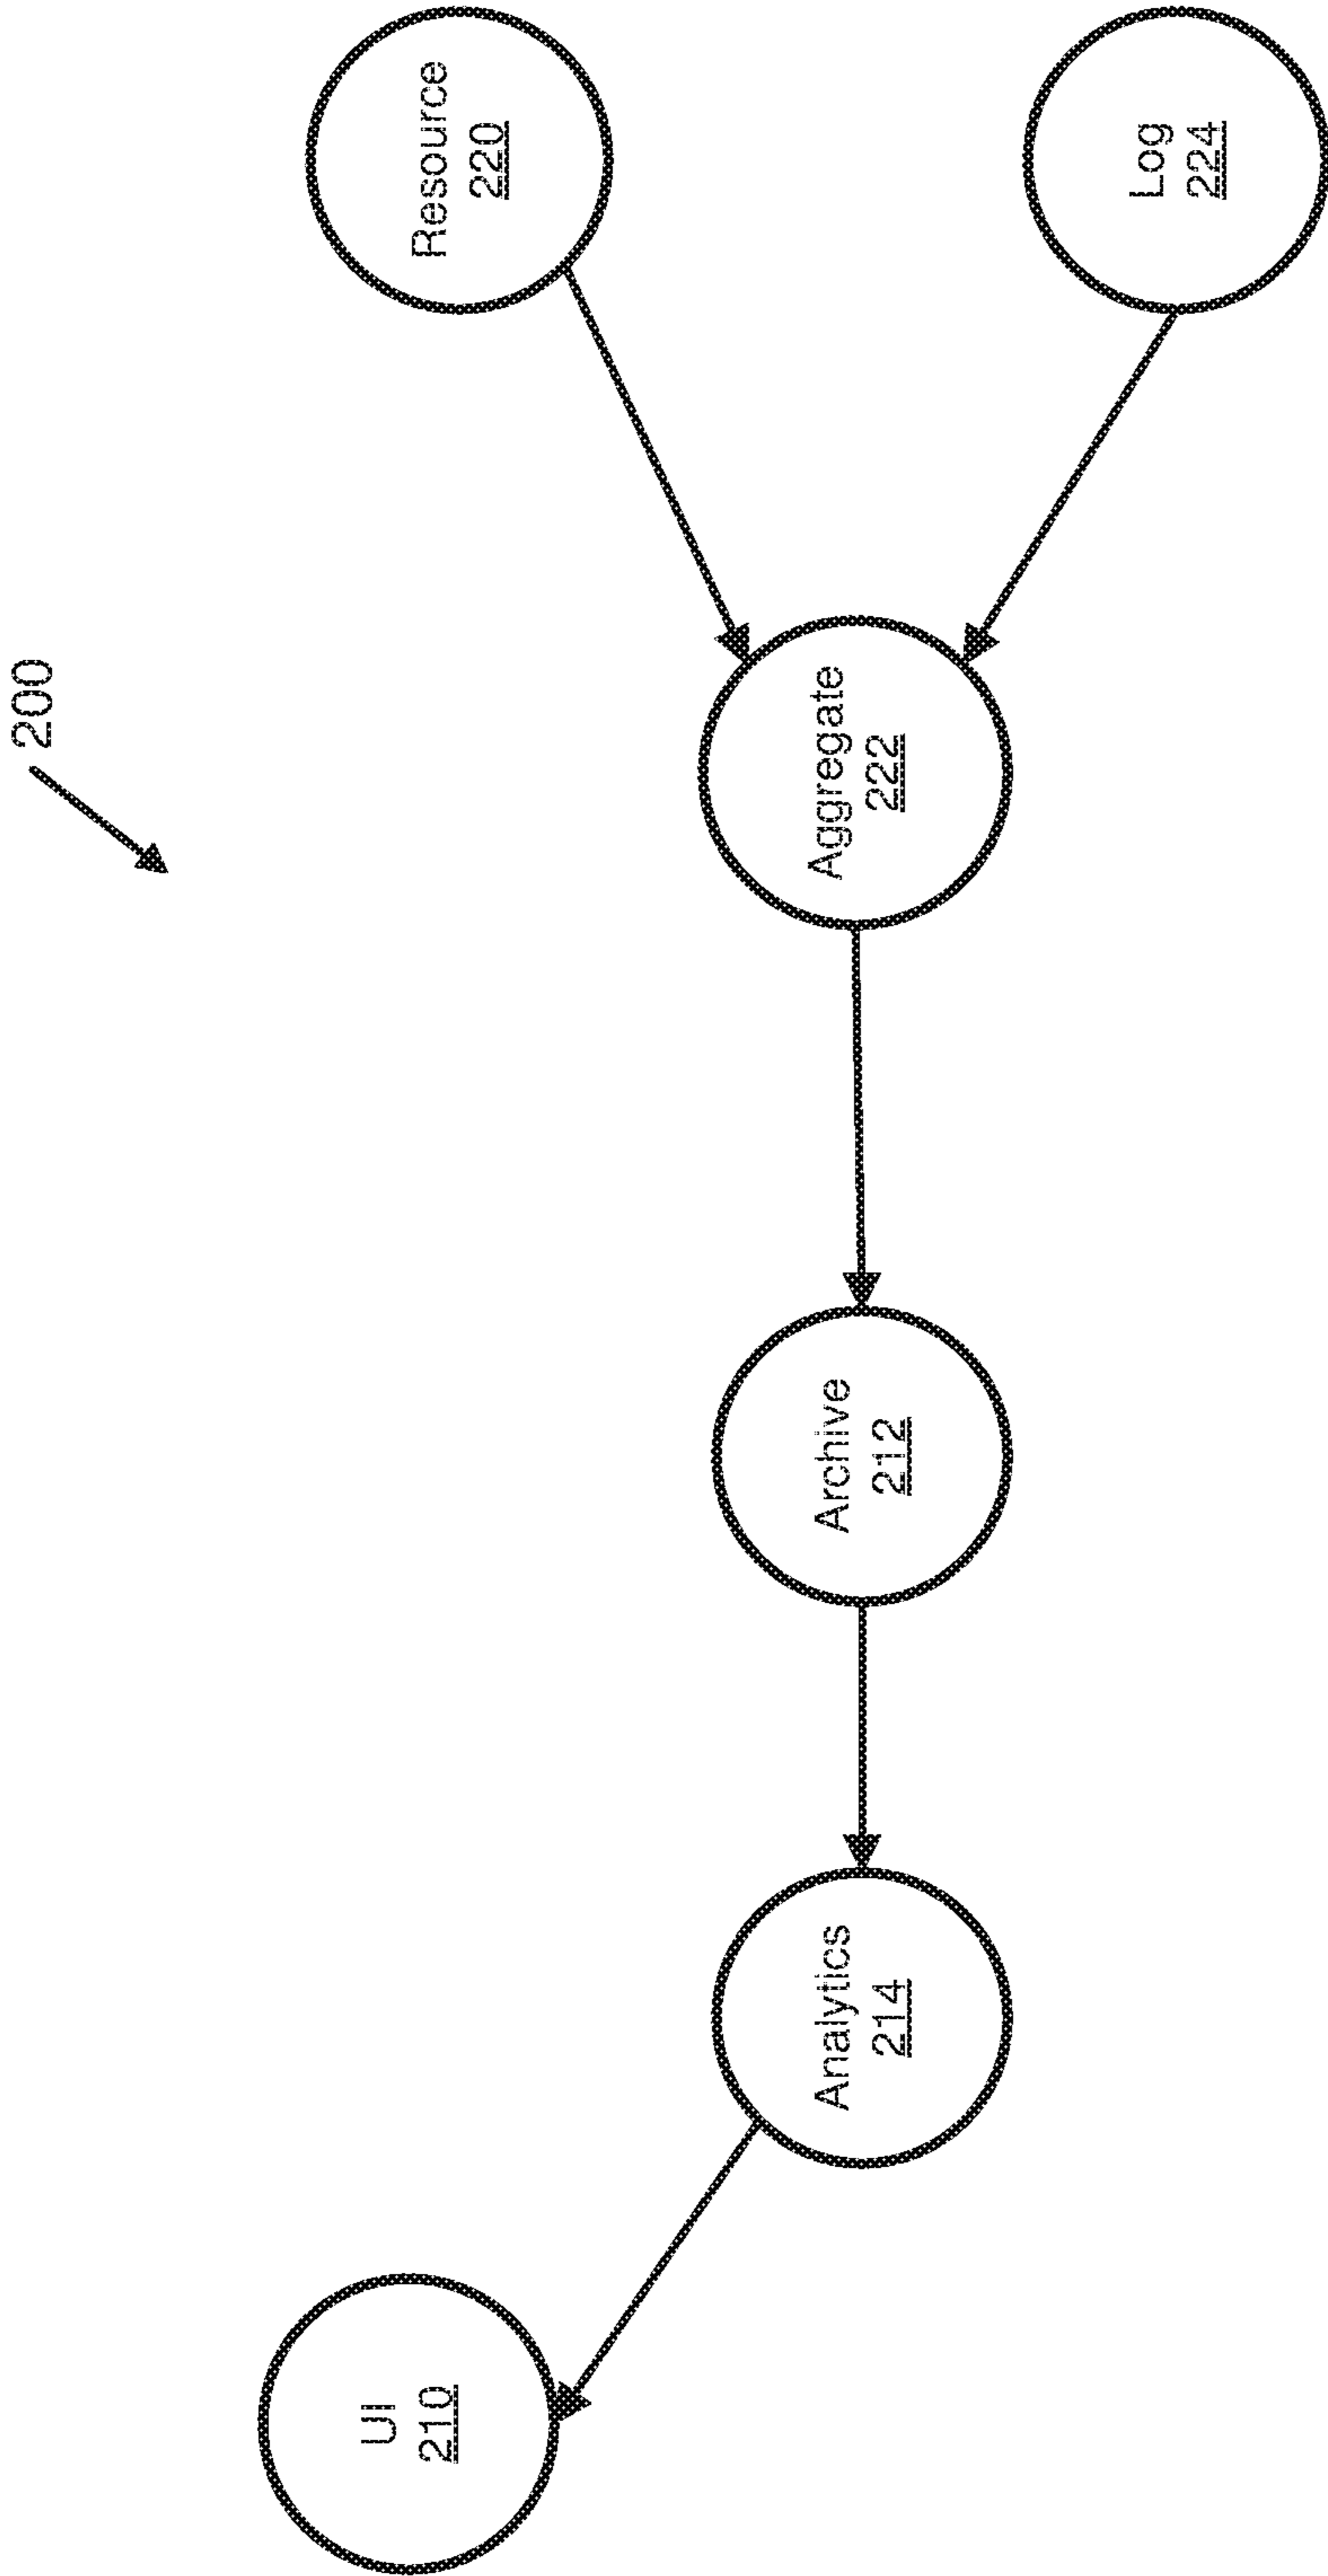 200
UI
210
Analytics
214
Archive
212
Aggregate
222
Resource
220
Log
224